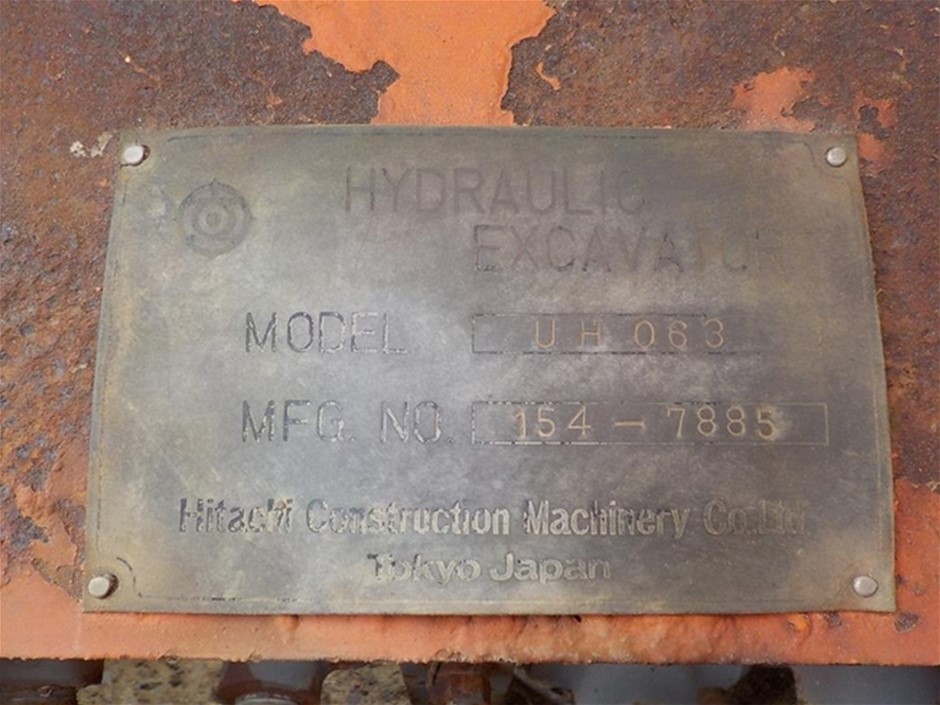 HYDRAULIC
EXCAVATOR
MODEL UH 063
MFG. NO. 154-7885
Hitachi Construction Machinery Co.Ltd.
Tokyo Japan